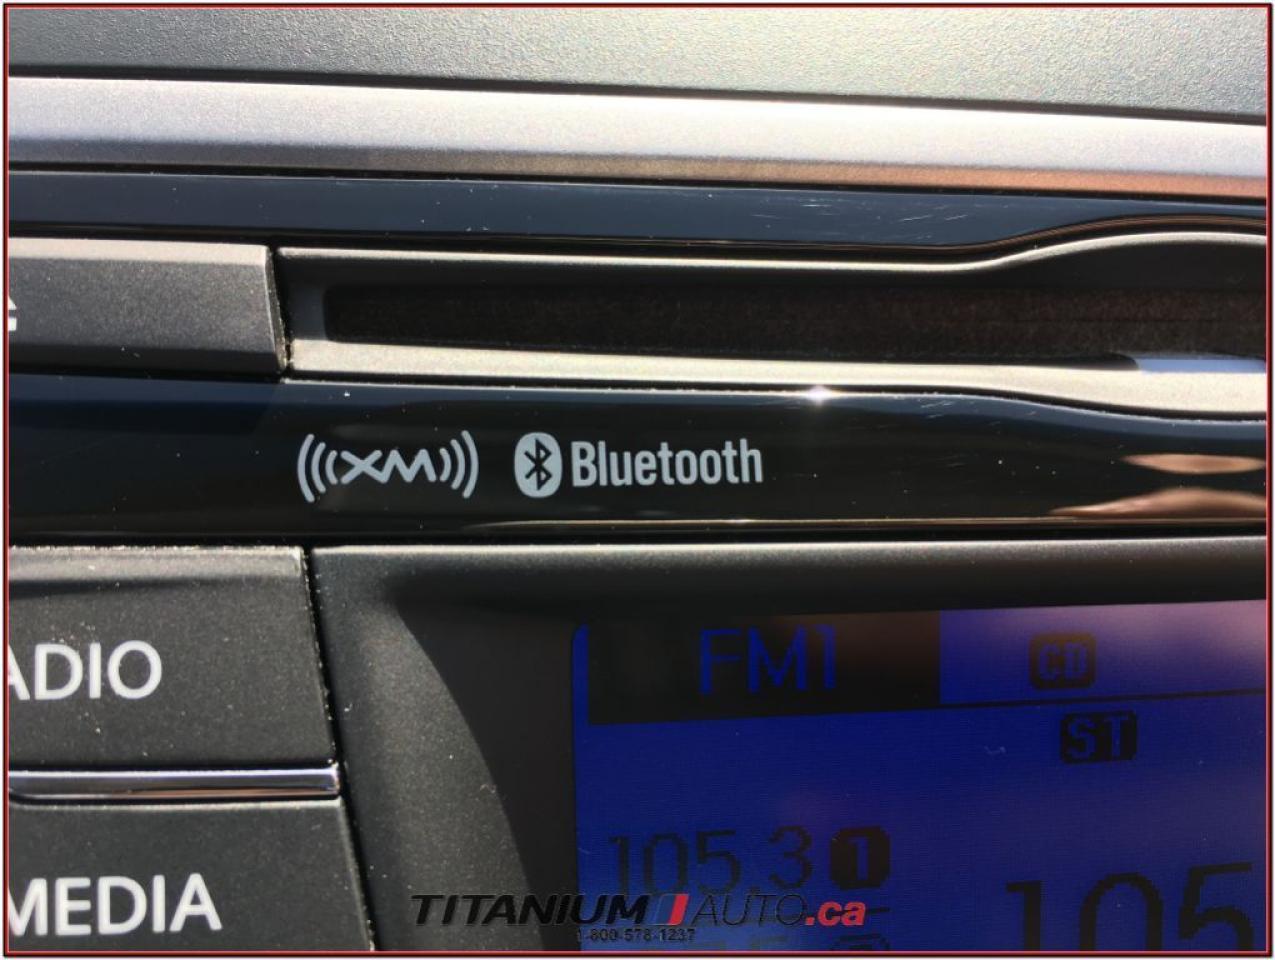 XM Bluetooth
FM1 CD
ADIO
ST
105.3 1
MEDIA
105
TITANIUM AUTO.ca
1-800-578-1237